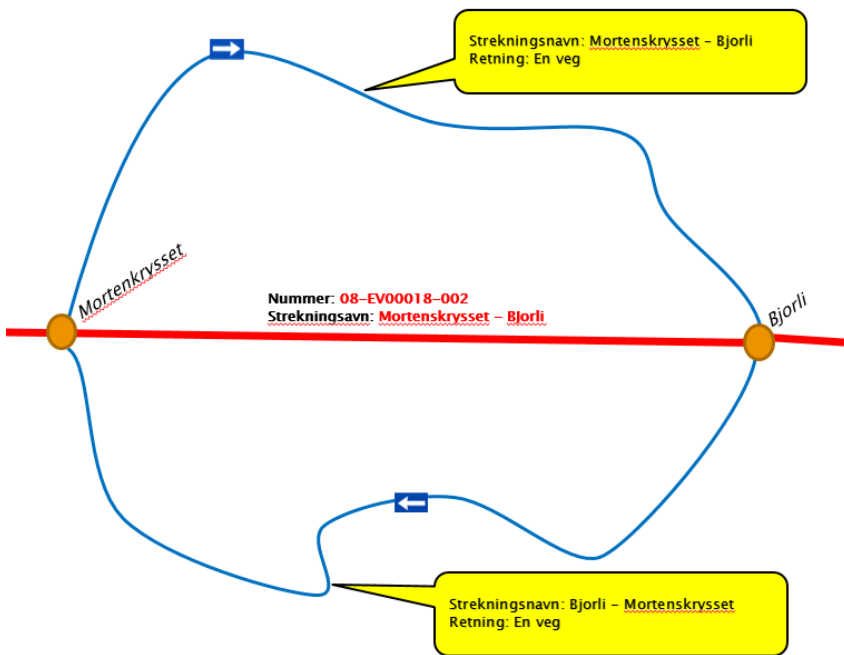 Strekningsnavn: Mortenskrysset – Bjorli
Retning: En veg
Mortenkrysset
Nummer: 08-EV00018-002
Strekningsavn: Mortenskrysset – Bjorli
Bjorli
Strekningsnavn: Bjorli – Mortenskrysset
Retning: En veg